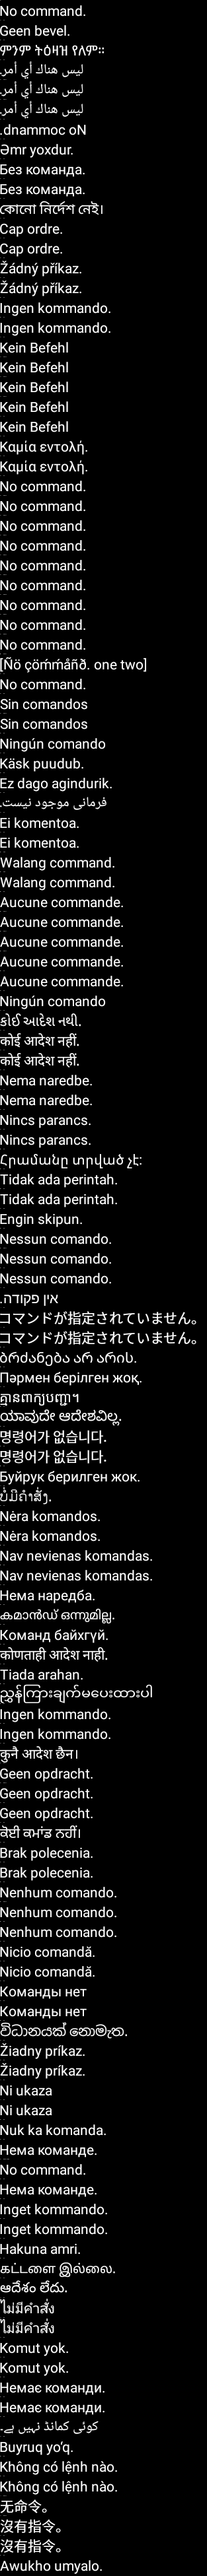 No command.
Geen bevel.
ምንም ትዕዛዝ የለም።
ليس هناك أي أمر.
ليس هناك أي أمر.
ليس هناك أي أمر.
.dnammoc oN
Əmr yoxdur.
Без команда.
Без команда.
কোনো নির্দেশ নেই।
Cap ordre.
Cap ordre.
Žádný příkaz.
Žádný příkaz.
Ingen kommando.
Ingen kommando.
Kein Befehl
Kein Befehl
Kein Befehl
Kein Befehl
Kein Befehl
Καμία εντολή.
Καμία εντολή.
No command.
No command.
No command.
No command.
No command.
No command.
No command.
No command.
No command.
[Ñö çöḿḿåñð. one two]
No command.
Sin comandos
Sin comandos
Ningún comando
Käsk puudub.
Ez dago agindurik.
فرمانی موجود نیست.
Ei komentoa.
Ei komentoa.
Walang command.
Walang command.
Aucune commande.
Aucune commande.
Aucune commande.
Aucune commande.
Aucune commande.
Ningún comando
કોઈ આદેશ નથી.
कोई आदेश नहीं.
कोई आदेश नहीं.
Nema naredbe.
Nema naredbe.
Nincs parancs.
Nincs parancs.
Հրամանը տրված չէ:
Tidak ada perintah.
Tidak ada perintah.
Engin skipun.
Nessun comando.
Nessun comando.
Nessun comando.
אין פקודה.
コマンドが指定されていません。
コマンドが指定されていません。
ბრძანება არ არის.
Пәрмен берілген жоқ.
គ្មានពាក្យបញ្ជា។
ಯಾವುದೇ ಆದೇಶವಿಲ್ಲ.
명령어가 없습니다.
명령어가 없습니다.
Буйрук берилген жок.
ບໍ່ມີຄຳສັ່ງ.
Nėra komandos.
Nėra komandos.
Nav nevienas komandas.
Nav nevienas komandas.
Нема наредба.
കമാൻഡ് ഒന്നുമില്ല.
Команд байхгүй.
कोणताही आदेश नाही.
Tiada arahan.
ညွှန်ကြားချက်မပေးထားပါ
Ingen kommando.
Ingen kommando.
कुनै आदेश छैन।
Geen opdracht.
Geen opdracht.
Geen opdracht.
ਕੋਈ ਕਮਾਂਡ ਨਹੀਂ।
Brak polecenia.
Brak polecenia.
Nenhum comando.
Nenhum comando.
Nenhum comando.
Nicio comandă.
Nicio comandă.
Команды нет
Команды нет
විධානයක් නොමැත.
Žiadny príkaz.
Žiadny príkaz.
Ni ukaza
Ni ukaza
Nuk ka komanda.
Нема команде.
No command.
Нема команде.
Inget kommando.
Inget kommando.
Hakuna amri.
கட்டளை இல்லை.
ఆదేశం లేదు.
ไม่มีคำสั่ง
ไม่มีคำสั่ง
Komut yok.
Komut yok.
Немає команди.
Немає команди.
کوئی کمانڈ نہیں ہے۔
Buyruq yo‘q.
Không có lệnh nào.
Không có lệnh nào.
无命令。
沒有指令。
沒有指令。
Awukho umyalo.